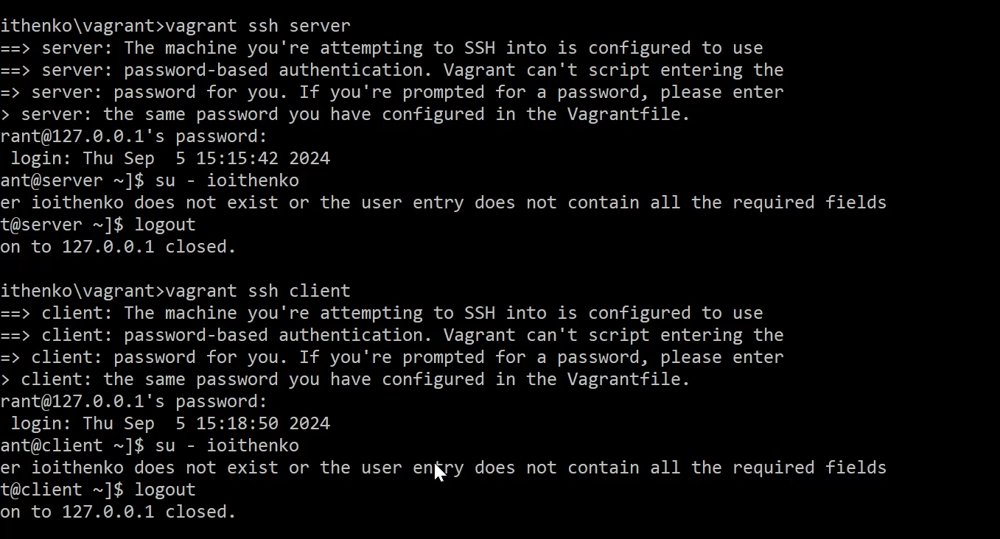 ithenko\vagrant>vagrant ssh server
==> server: The machine you're attempting to SSH into is configured to use
==> server: password-based authentication. Vagrant can't script entering the
=> server: password for you. If you're prompted for a password, please enter
> server: the same password you have configured in the Vagrantfile.
rant@127.0.0.1's password:
login: Thu Sep  5 15:15:42 2024
ant@server ~]$ su - ioithenko
er ioithenko does not exist or the user entry does not contain all the required fields
t@server ~]$ logout
on to 127.0.0.1 closed.
ithenko\vagrant>vagrant ssh client
==> client: The machine you're attempting to SSH into is configured to use
==> client: password-based authentication. Vagrant can't script entering the
=> client: password for you. If you're prompted for a password, please enter
> client: the same password you have configured in the Vagrantfile.
rant@127.0.0.1's password:
login: Thu Sep  5 15:18:50 2024
ant@client ~]$ su - ioithenko
er ioithenko does not exist or the user entry does not contain all the required fields
t@client ~]$ logout
on to 127.0.0.1 closed.